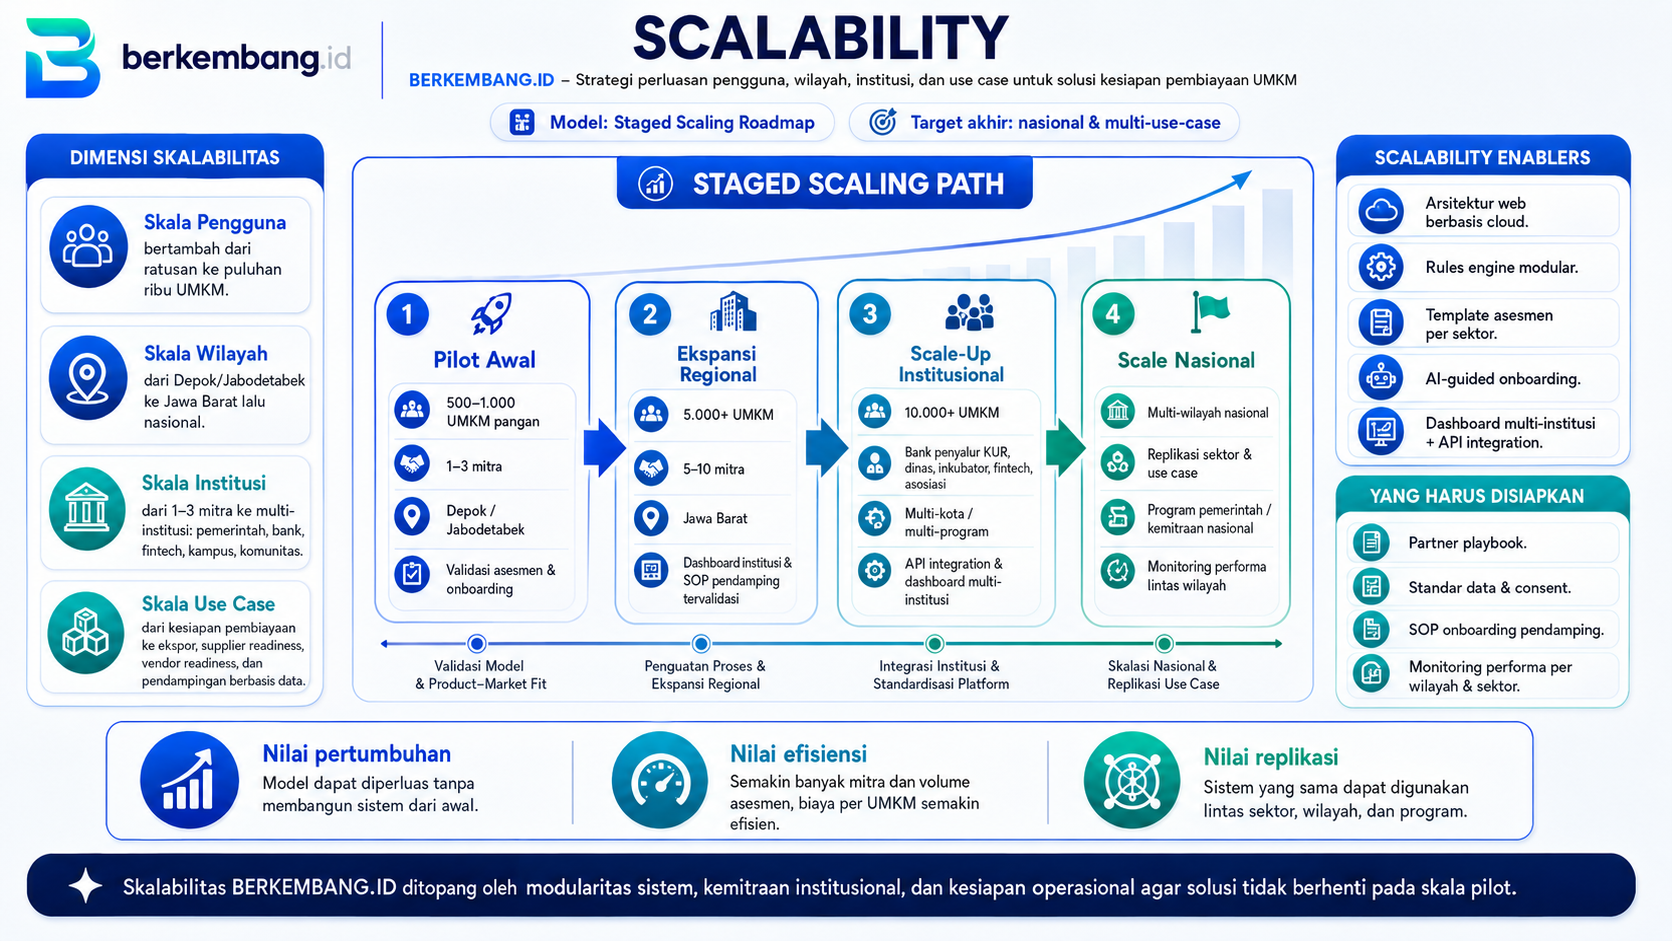 berkembang.id
SCALABILITY
BERKEMBANG.ID – Strategi perluasan pengguna, wilayah, institusi, dan use case untuk solusi kesiapan pembiayaan UMKM
Model: Staged Scaling Roadmap
Target akhir: nasional & multi-use-case
DIMENSI SKALABILITAS
Skala Pengguna
bertambah dari
ratusan ke puluhan
ribu UMKM.
Skala Wilayah
dari Depok/Jabodetabek
ke Jawa Barat lalu
nasional.
Skala Institusi
dari 1–3 mitra ke multi-
institusi: pemerintah, bank,
fintech, kampus, komunitas.
Skala Use Case
dari kesiapan pembiayaan
ke ekspor, supplier readiness,
vendor readiness, dan
pendampingan berbasis data.
STAGED SCALING PATH
1
Pilot Awal
500–1.000
UMKM pangan
1–3 mitra
Depok /
Jabodetabek
Validasi asesmen &
onboarding
2
Ekspansi
Regional
5.000+ UMKM
5–10 mitra
Jawa Barat
Dashboard institusi &
SOP pendamping
tervalidasi
3
Scale-Up
Institusional
10.000+ UMKM
Bank penyalur KUR,
dinas, inkubator, fintech,
asosiasi
Multi-kota /
multi-program
API integration &
dashboard multi-
institusi
4
Scale Nasional
Multi-wilayah nasional
Replikasi sektor &
use case
Program pemerintah /
kemitraan nasional
Monitoring performa
lintas wilayah
Validasi Model
& Product–Market Fit
Penguatan Proses &
Ekspansi Regional
Integrasi Institusi &
Standardisasi Platform
Skalasi Nasional &
Replikasi Use Case
SCALABILITY ENABLERS
Arsitektur web
berbasis cloud.
Rules engine modular.
Template asesmen
per sektor.
AI-guided onboarding.
Dashboard multi-institusi
+ API integration.
YANG HARUS DISIAPKAN
Partner playbook.
Standar data & consent.
SOP onboarding pendamping.
Monitoring performa per
wilayah & sektor.
Nilai pertumbuhan
Model dapat diperluas tanpa
membangun sistem dari awal.
Nilai efisiensi
Semakin banyak mitra dan volume
asesmen, biaya per UMKM semakin
efisien.
Nilai replikasi
Sistem yang sama dapat digunakan
lintas sektor, wilayah, dan program.
Skalabilitas BERKEMBANG.ID ditopang oleh modularitas sistem, kemitraan institusional, dan kesiapan operasional agar solusi tidak berhenti pada skala pilot.